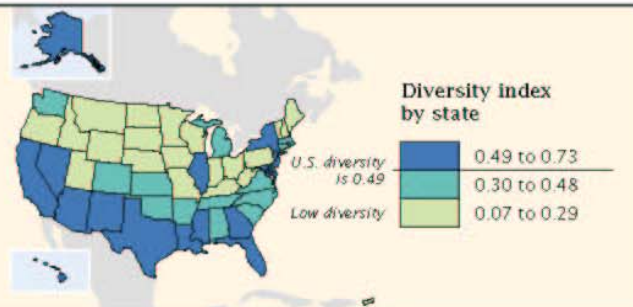 Diversity index
by state
U.S. diversity
is 0.49
0.49 to 0.73
0.30 to 0.48
Low diversity
0.07 to 0.29